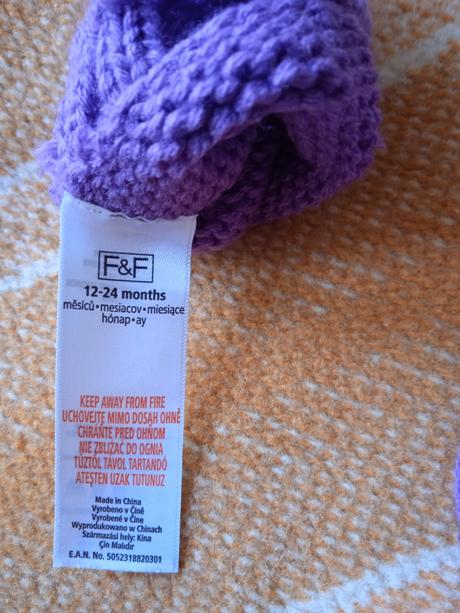 F&F
12-24 months
měsíců•mesiacov•miesiące
hónap•ay
KEEP AWAY FROM FIRE
UCHOVEJTE MIMO DOSAH OHNĚ
CHRÁŇTE PRED OHŇOM
NIE ZBLIŻAĆ DO OGNIA
TŰZTŐL TÁVOL TARTANDÓ
ATEŞTEN UZAK TUTUNUZ
Made in China
Vyrobeno v Číně
Vyrobené v Číne
Wyprodukowano w Chinach
Származási hely: Kína
Çin Malıdır
E.A.N. No. 5052318820301